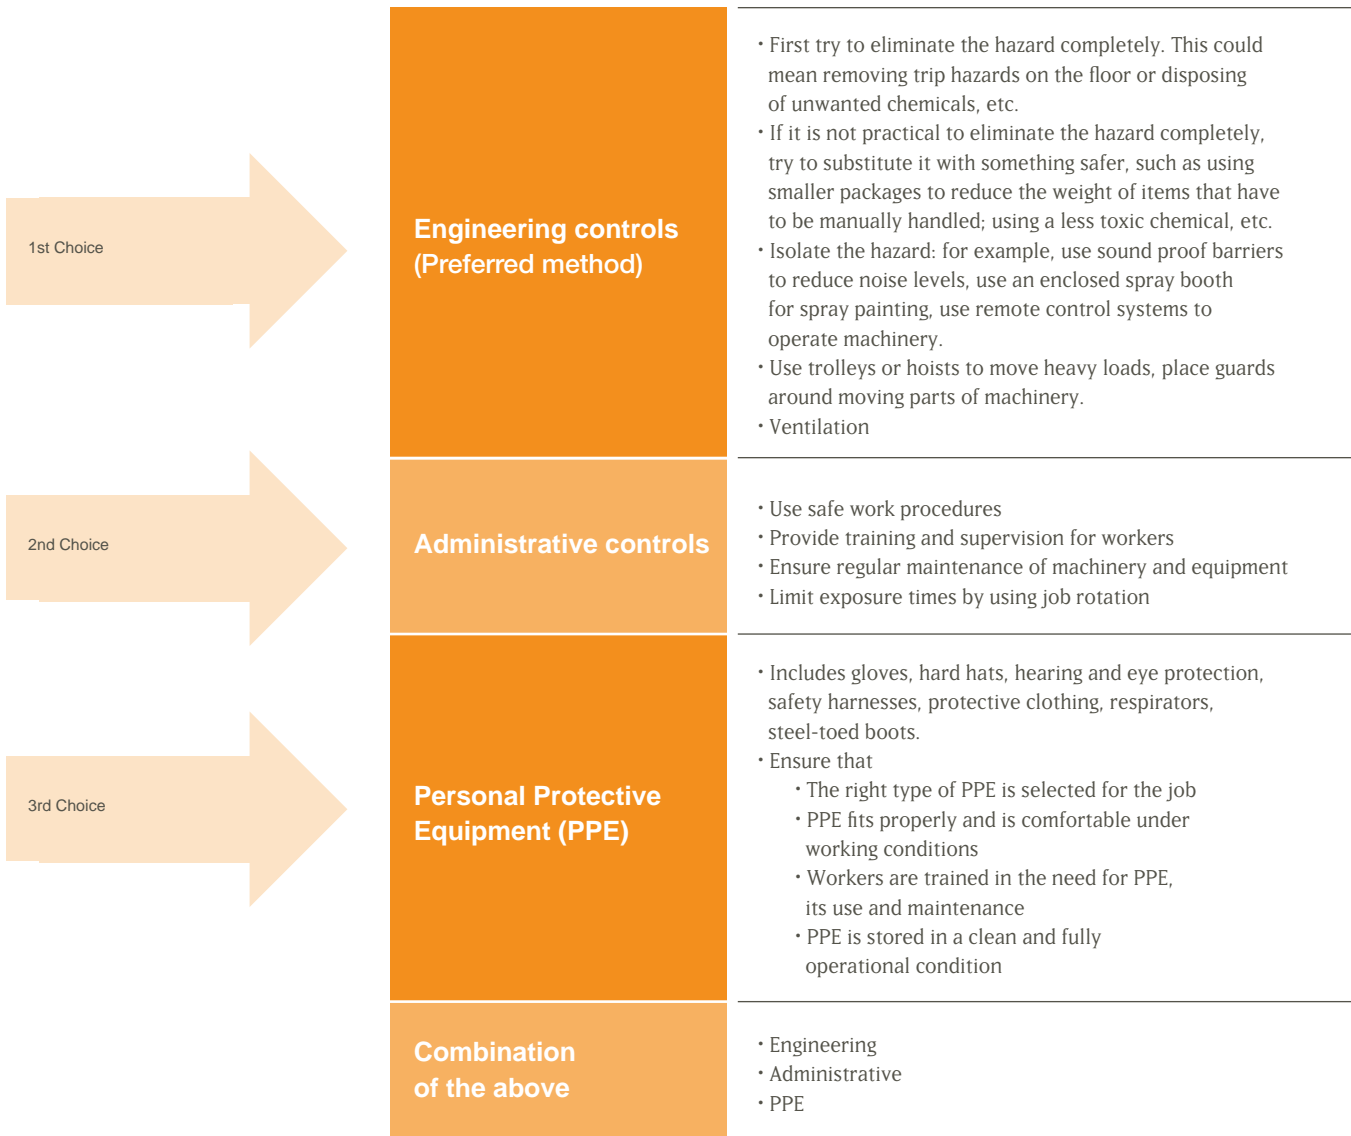 1st Choice
Engineering controls
(Preferred method)
· First try to eliminate the hazard completely. This could
mean removing trip hazards on the floor or disposing
of unwanted chemicals, etc.
· If it is not practical to eliminate the hazard completely,
try to substitute it with something safer, such as using
smaller packages to reduce the weight of items that have
to be manually handled; using a less toxic chemical, etc.
· Isolate the hazard: for example, use sound proof barriers
to reduce noise levels, use an enclosed spray booth
for spray painting, use remote control systems to
operate machinery.
· Use trolleys or hoists to move heavy loads, place guards
around moving parts of machinery.
· Ventilation
2nd Choice
Administrative controls
· Use safe work procedures
· Provide training and supervision for workers
· Ensure regular maintenance of machinery and equipment
· Limit exposure times by using job rotation
3rd Choice
Personal Protective
Equipment (PPE)
· Includes gloves, hard hats, hearing and eye protection,
safety harnesses, protective clothing, respirators,
steel-toed boots.
· Ensure that
· The right type of PPE is selected for the job
· PPE fits properly and is comfortable under
working conditions
· Workers are trained in the need for PPE,
its use and maintenance
· PPE is stored in a clean and fully
operational condition
Combination
of the above
· Engineering
· Administrative
· PPE